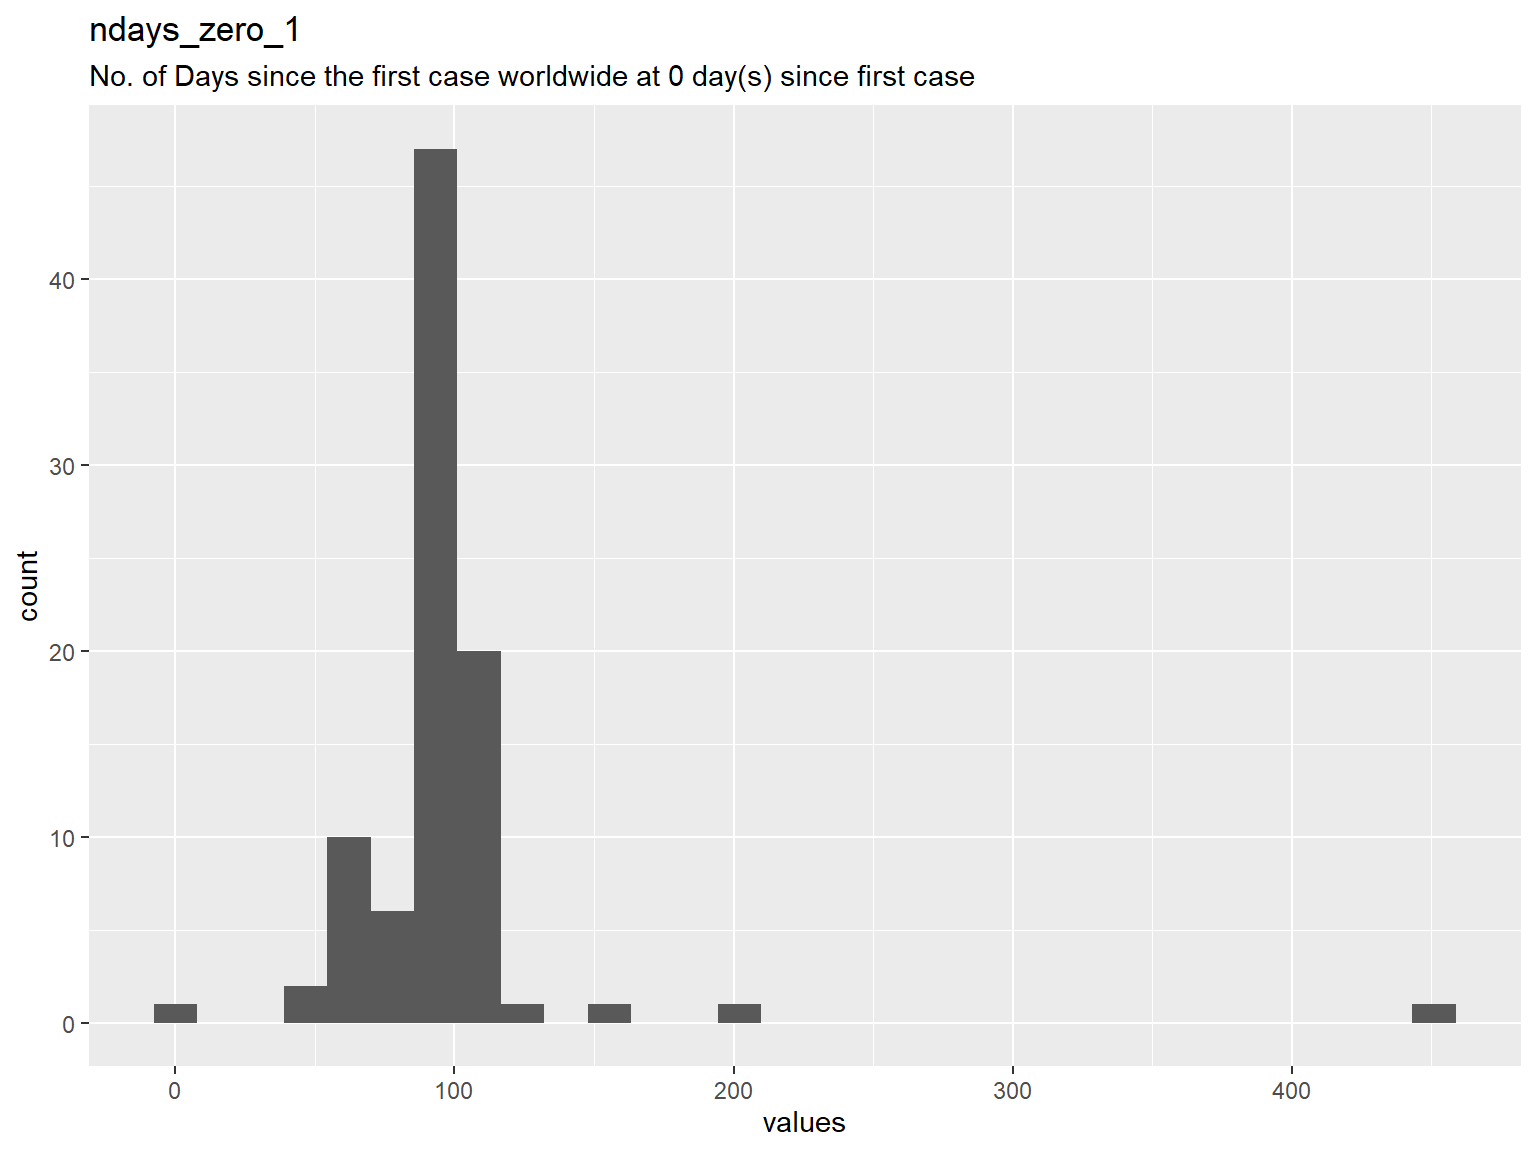 ndays_zero_1
No. of Days since the first case worldwide at 0 day(s) since first case
count
40
30
20
10
0
0 100 200 300 400
values